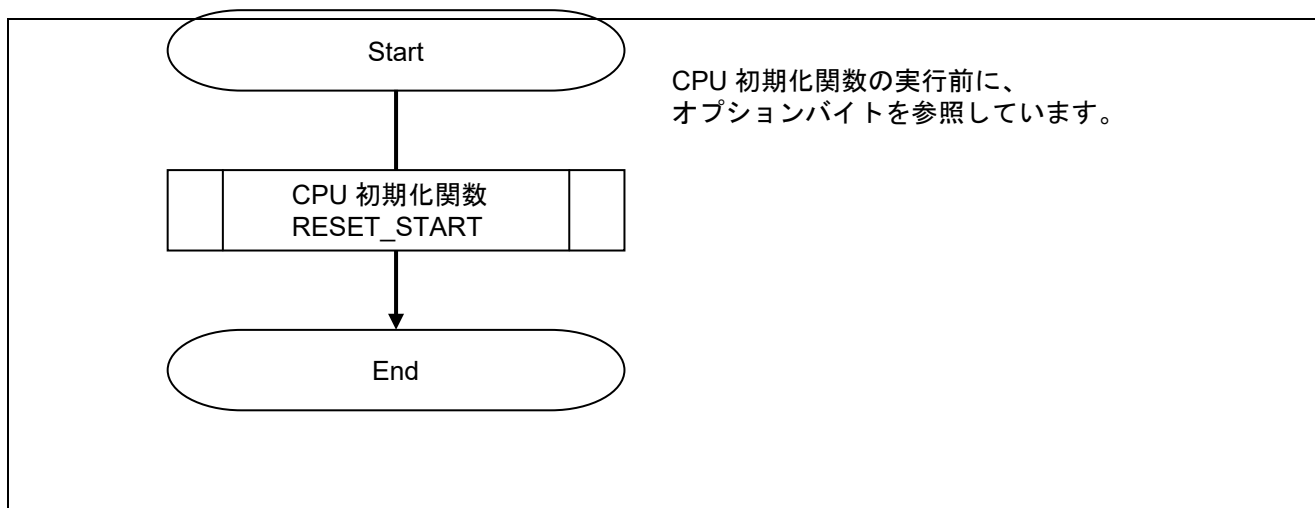 Start
CPU 初期化関数の実行前に、
オプションバイトを参照しています。
CPU 初期化関数
RESET_START
End